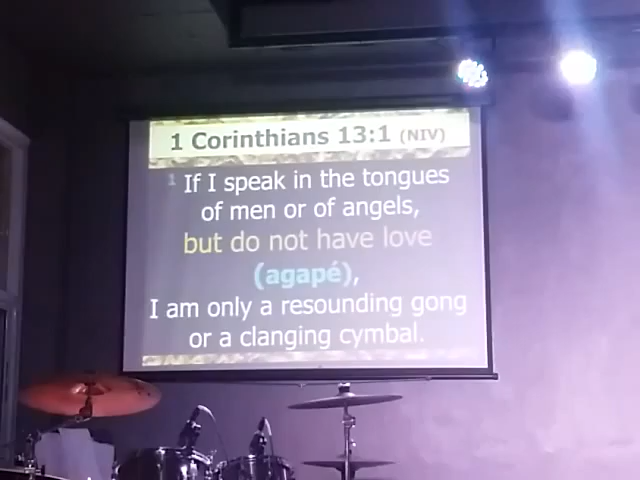 1 Corinthians 13:1 (NIV)
1 If I speak in the tongues
of men or of angels,
but do not have love
(agapé),
I am only a resounding gong
or a clanging cymbal.